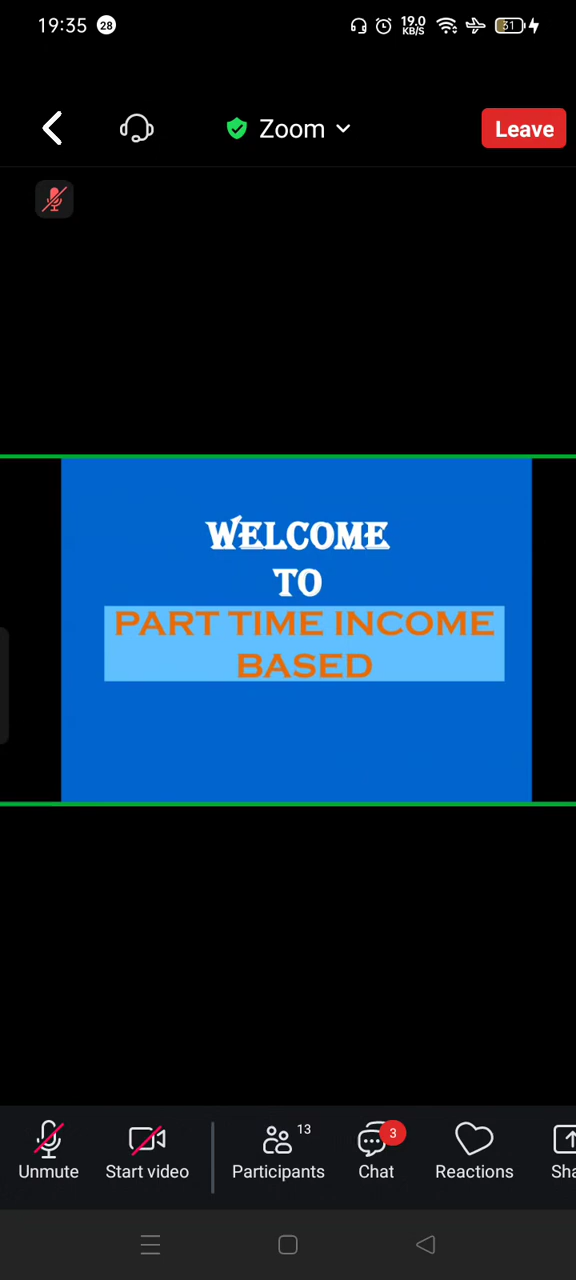 19:35 28 19.0 KB/S 31
Zoom Leave
WELCOME
TO
PART TIME INCOME
BASED
13 3
Unmute Start video Participants Chat Reactions Sha